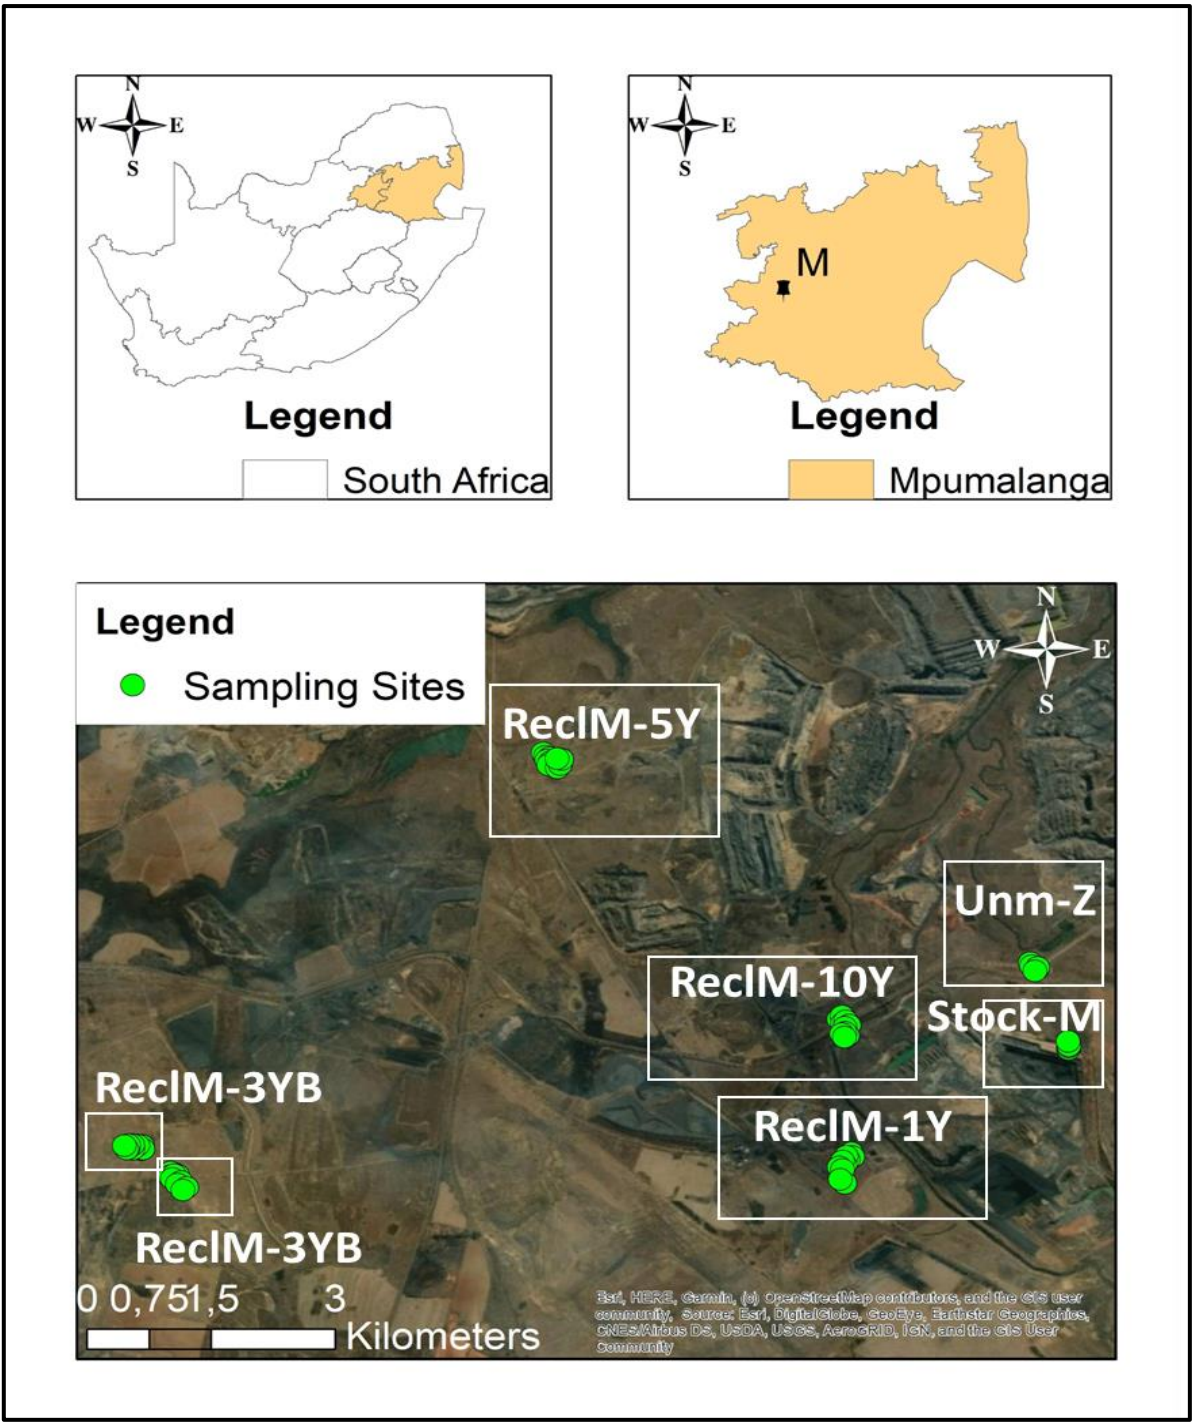 N
W E
S
Legend
South Africa
N
W E
S
M
Legend
Mpumalanga
Legend
Sampling Sites
N
W E
S
ReclM-5Y
Unm-Z
ReclM-10Y
Stock-M
ReclM-3YB
ReclM-1Y
ReclM-3YB
0 0,751,5 3
Kilometers
Esri, HERE, Garmin, (c) OpenStreetMap contributors, and the GIS user
community, Source: Esri, DigitalGlobe, GeoEye, Earthstar Geographics,
CNES/Airbus DS, USDA, USGS, AeroGRID, IGN, and the GIS User
Community